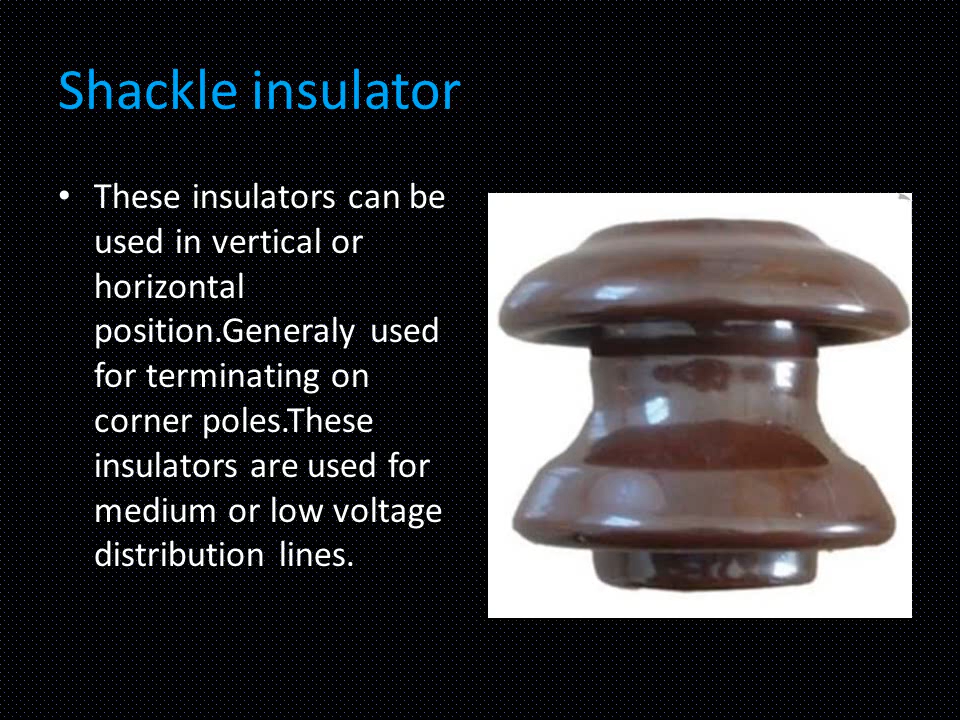 Shackle insulator
• These insulators can be
used in vertical or
horizontal
position.Generaly used
for terminating on
corner poles.These
insulators are used for
medium or low voltage
distribution lines.